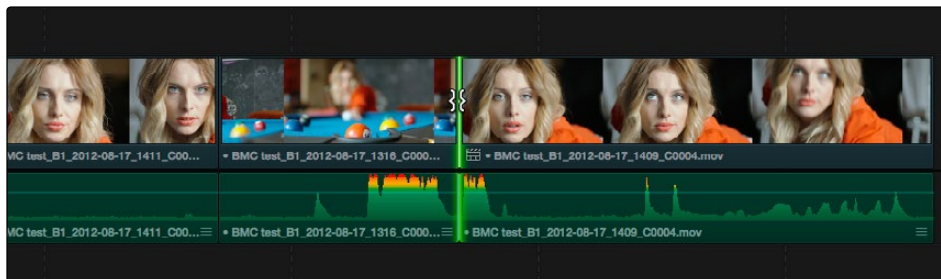 MC test_B1_2012-08-17_1411_C00...
• BMC test_B1_2012-08-17_1316_C000...
• BMC test_B1_2012-08-17_1409_C0004.mov
MC test_B1_2012-08-17_1411_C00...
• BMC test_B1_2012-08-17_1316_C000...
• BMC test_B1_2012-08-17_1409_C0004.mov